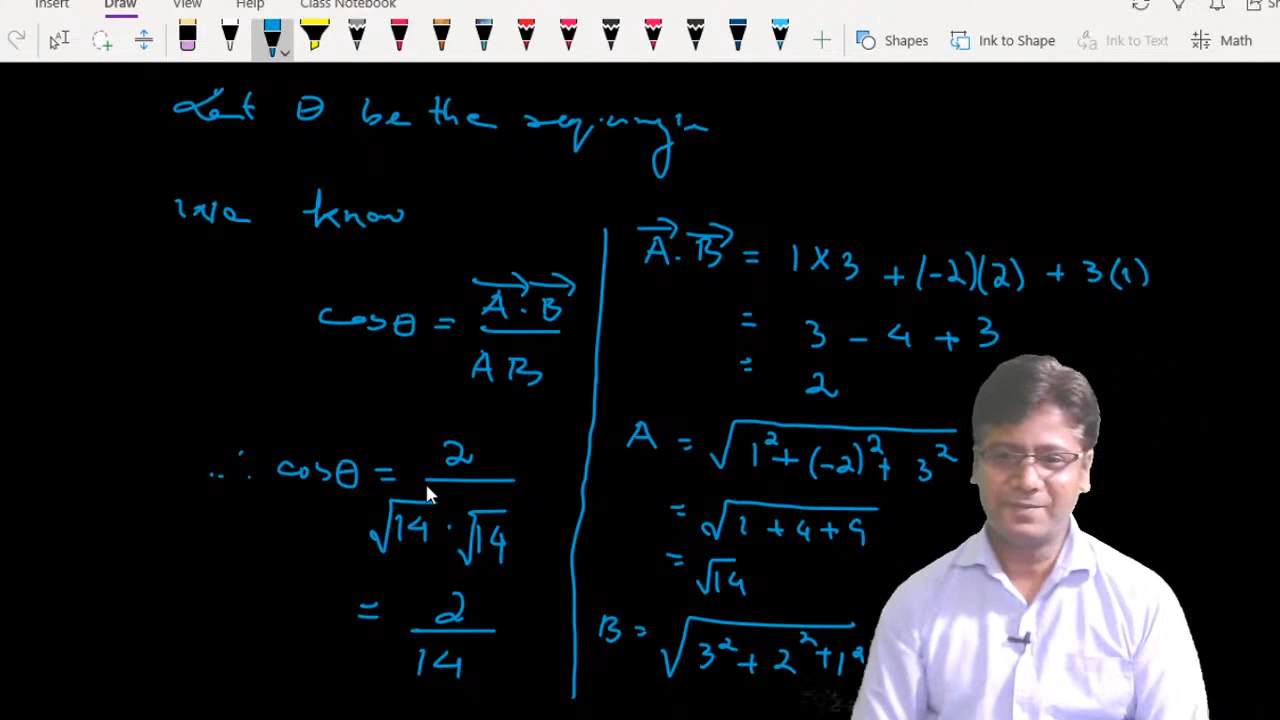 Insert Draw View Help Class Notebook
Shapes Ink to Shape Ink to Text Math
Let θ be the
we know
cosθ = A⃗.B⃗ / AB
∴ cosθ = 2 / √14 · √14
= 2 / 14
A⃗.B⃗ = 1 × 3 + (-2)(2) + 3(1)
= 3 - 4 + 3
= 2
A = √1² + (-2)² + 3²
= √1 + 4 + 9
= √14
B = √3² + 2² + 1²